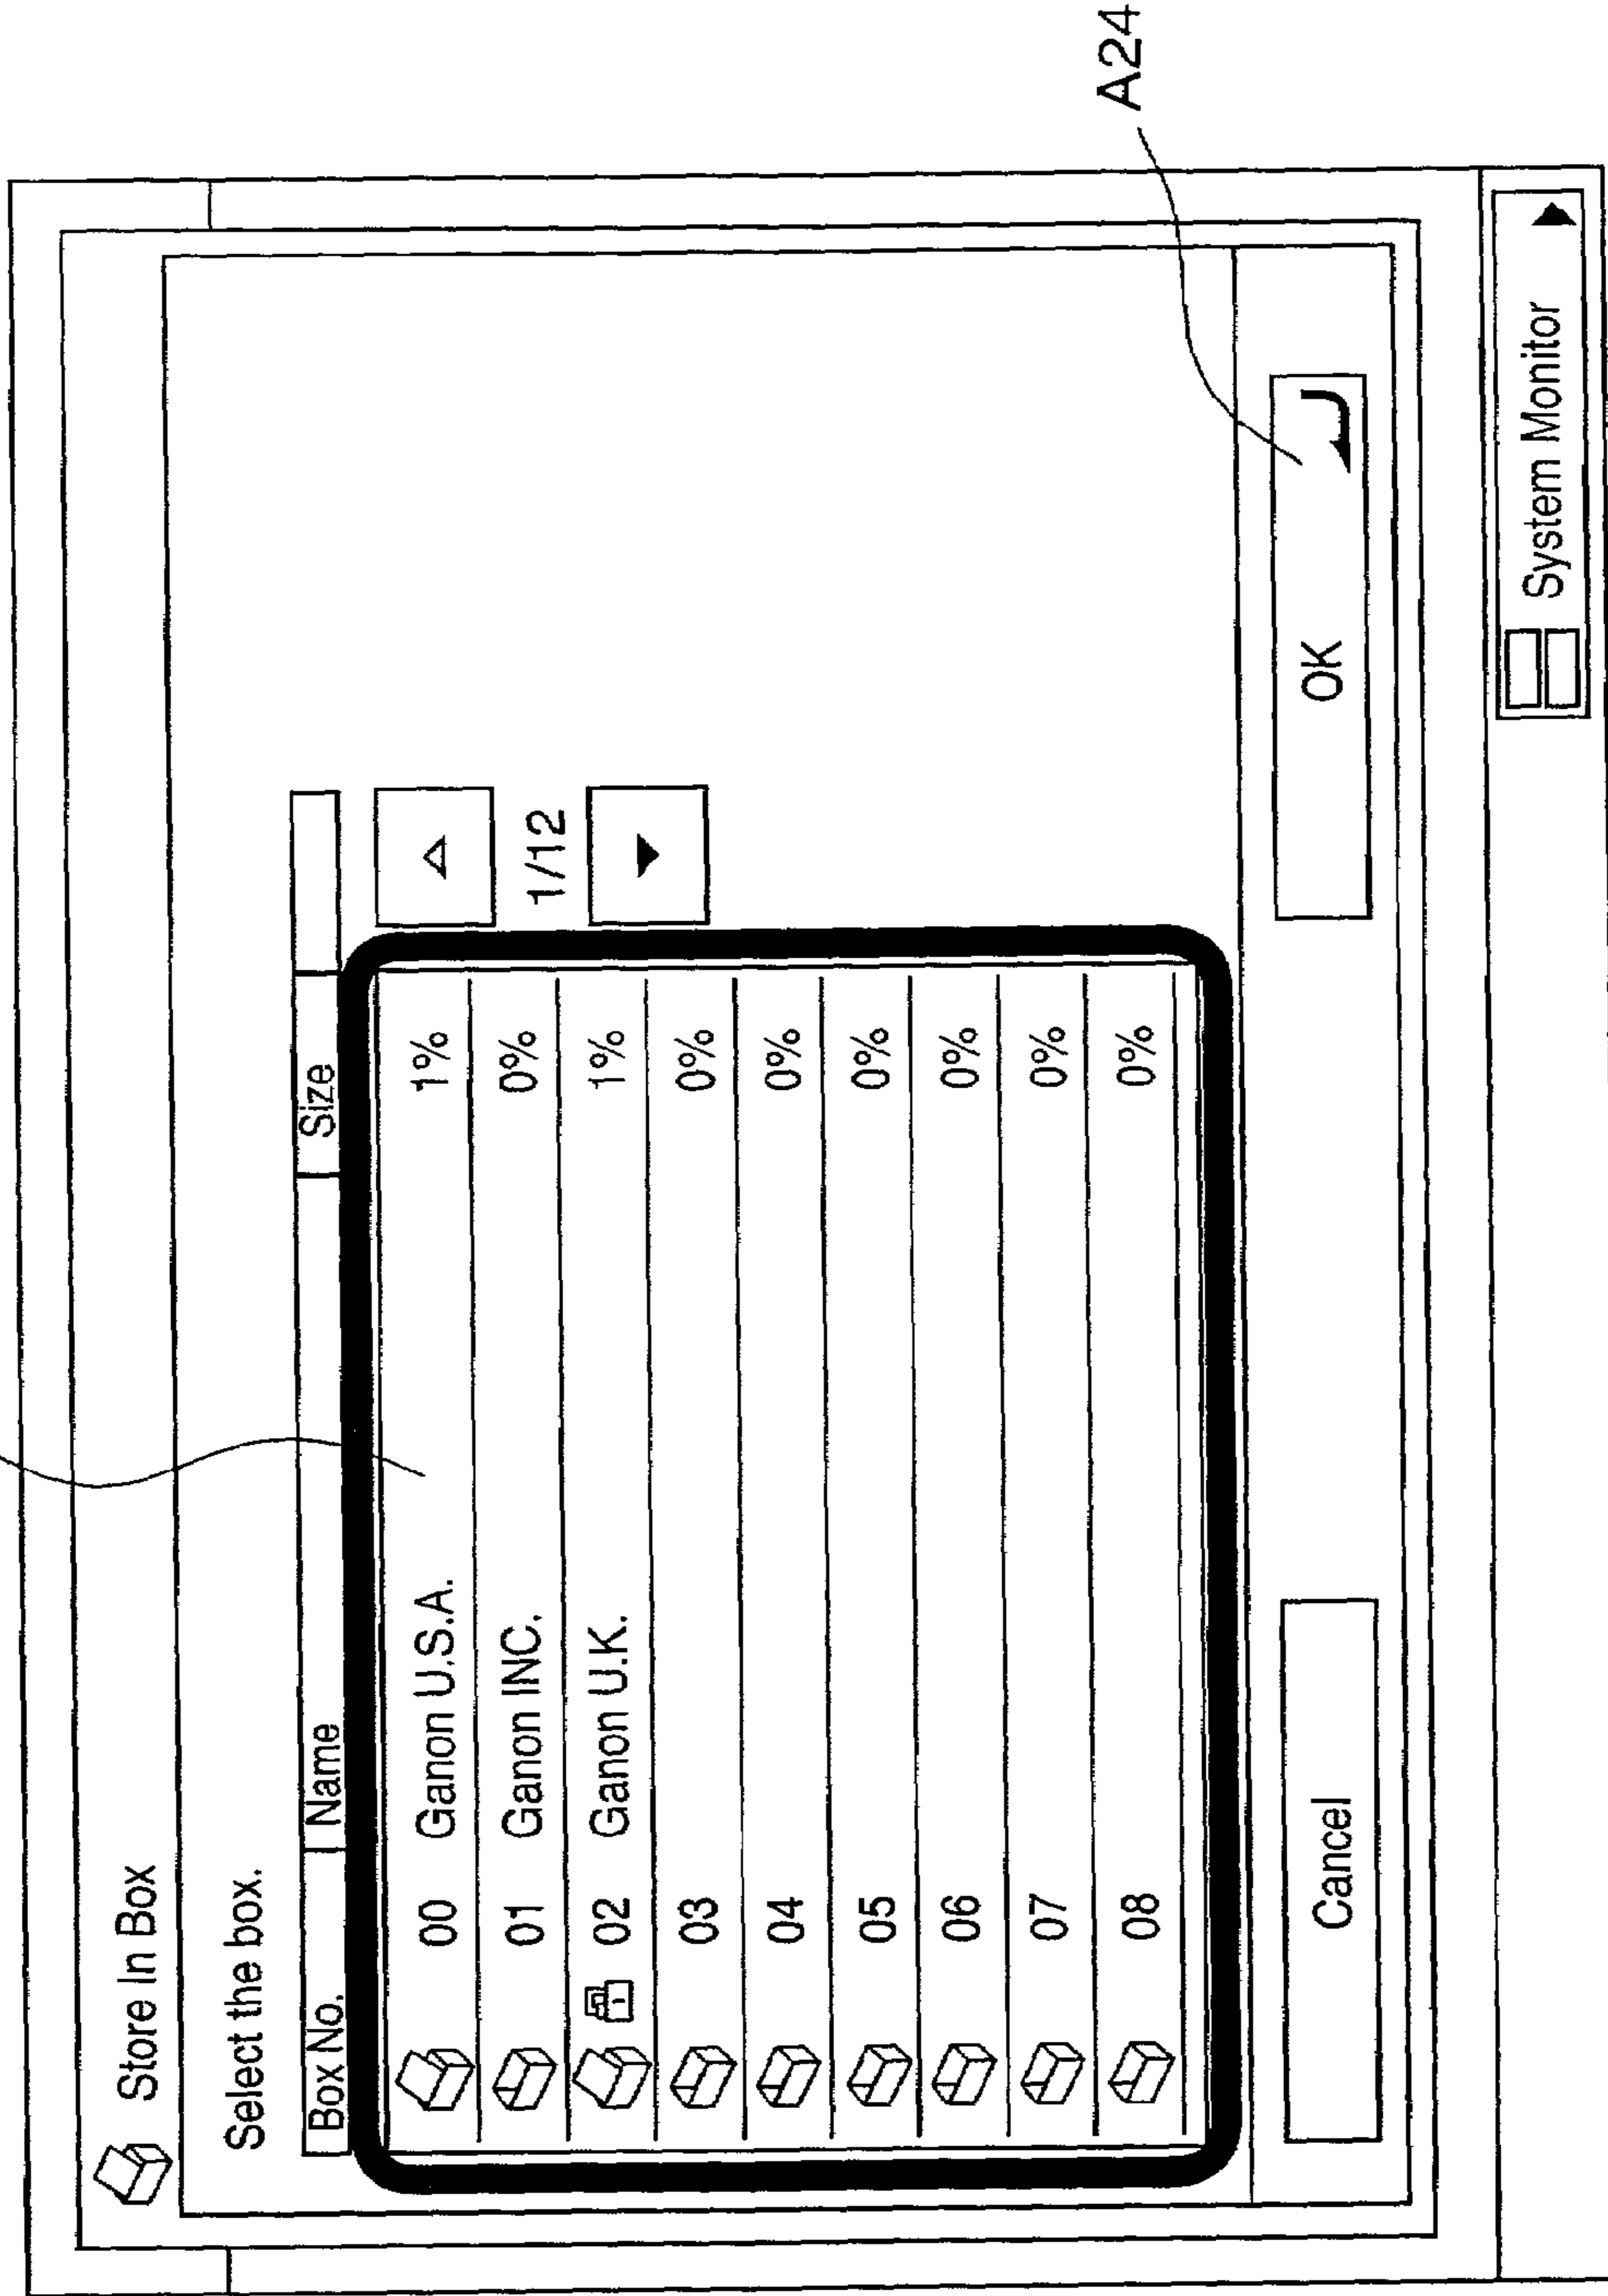 Store In Box
Select the box.
Box No. Name Size
00 Ganon U.S.A. 1%
01 Ganon INC. 0%
02 Ganon U.K. 1%
03 0%
04 0%
05 0%
06 0%
07 0%
08 0%
1/12
Cancel OK
A24
System Monitor